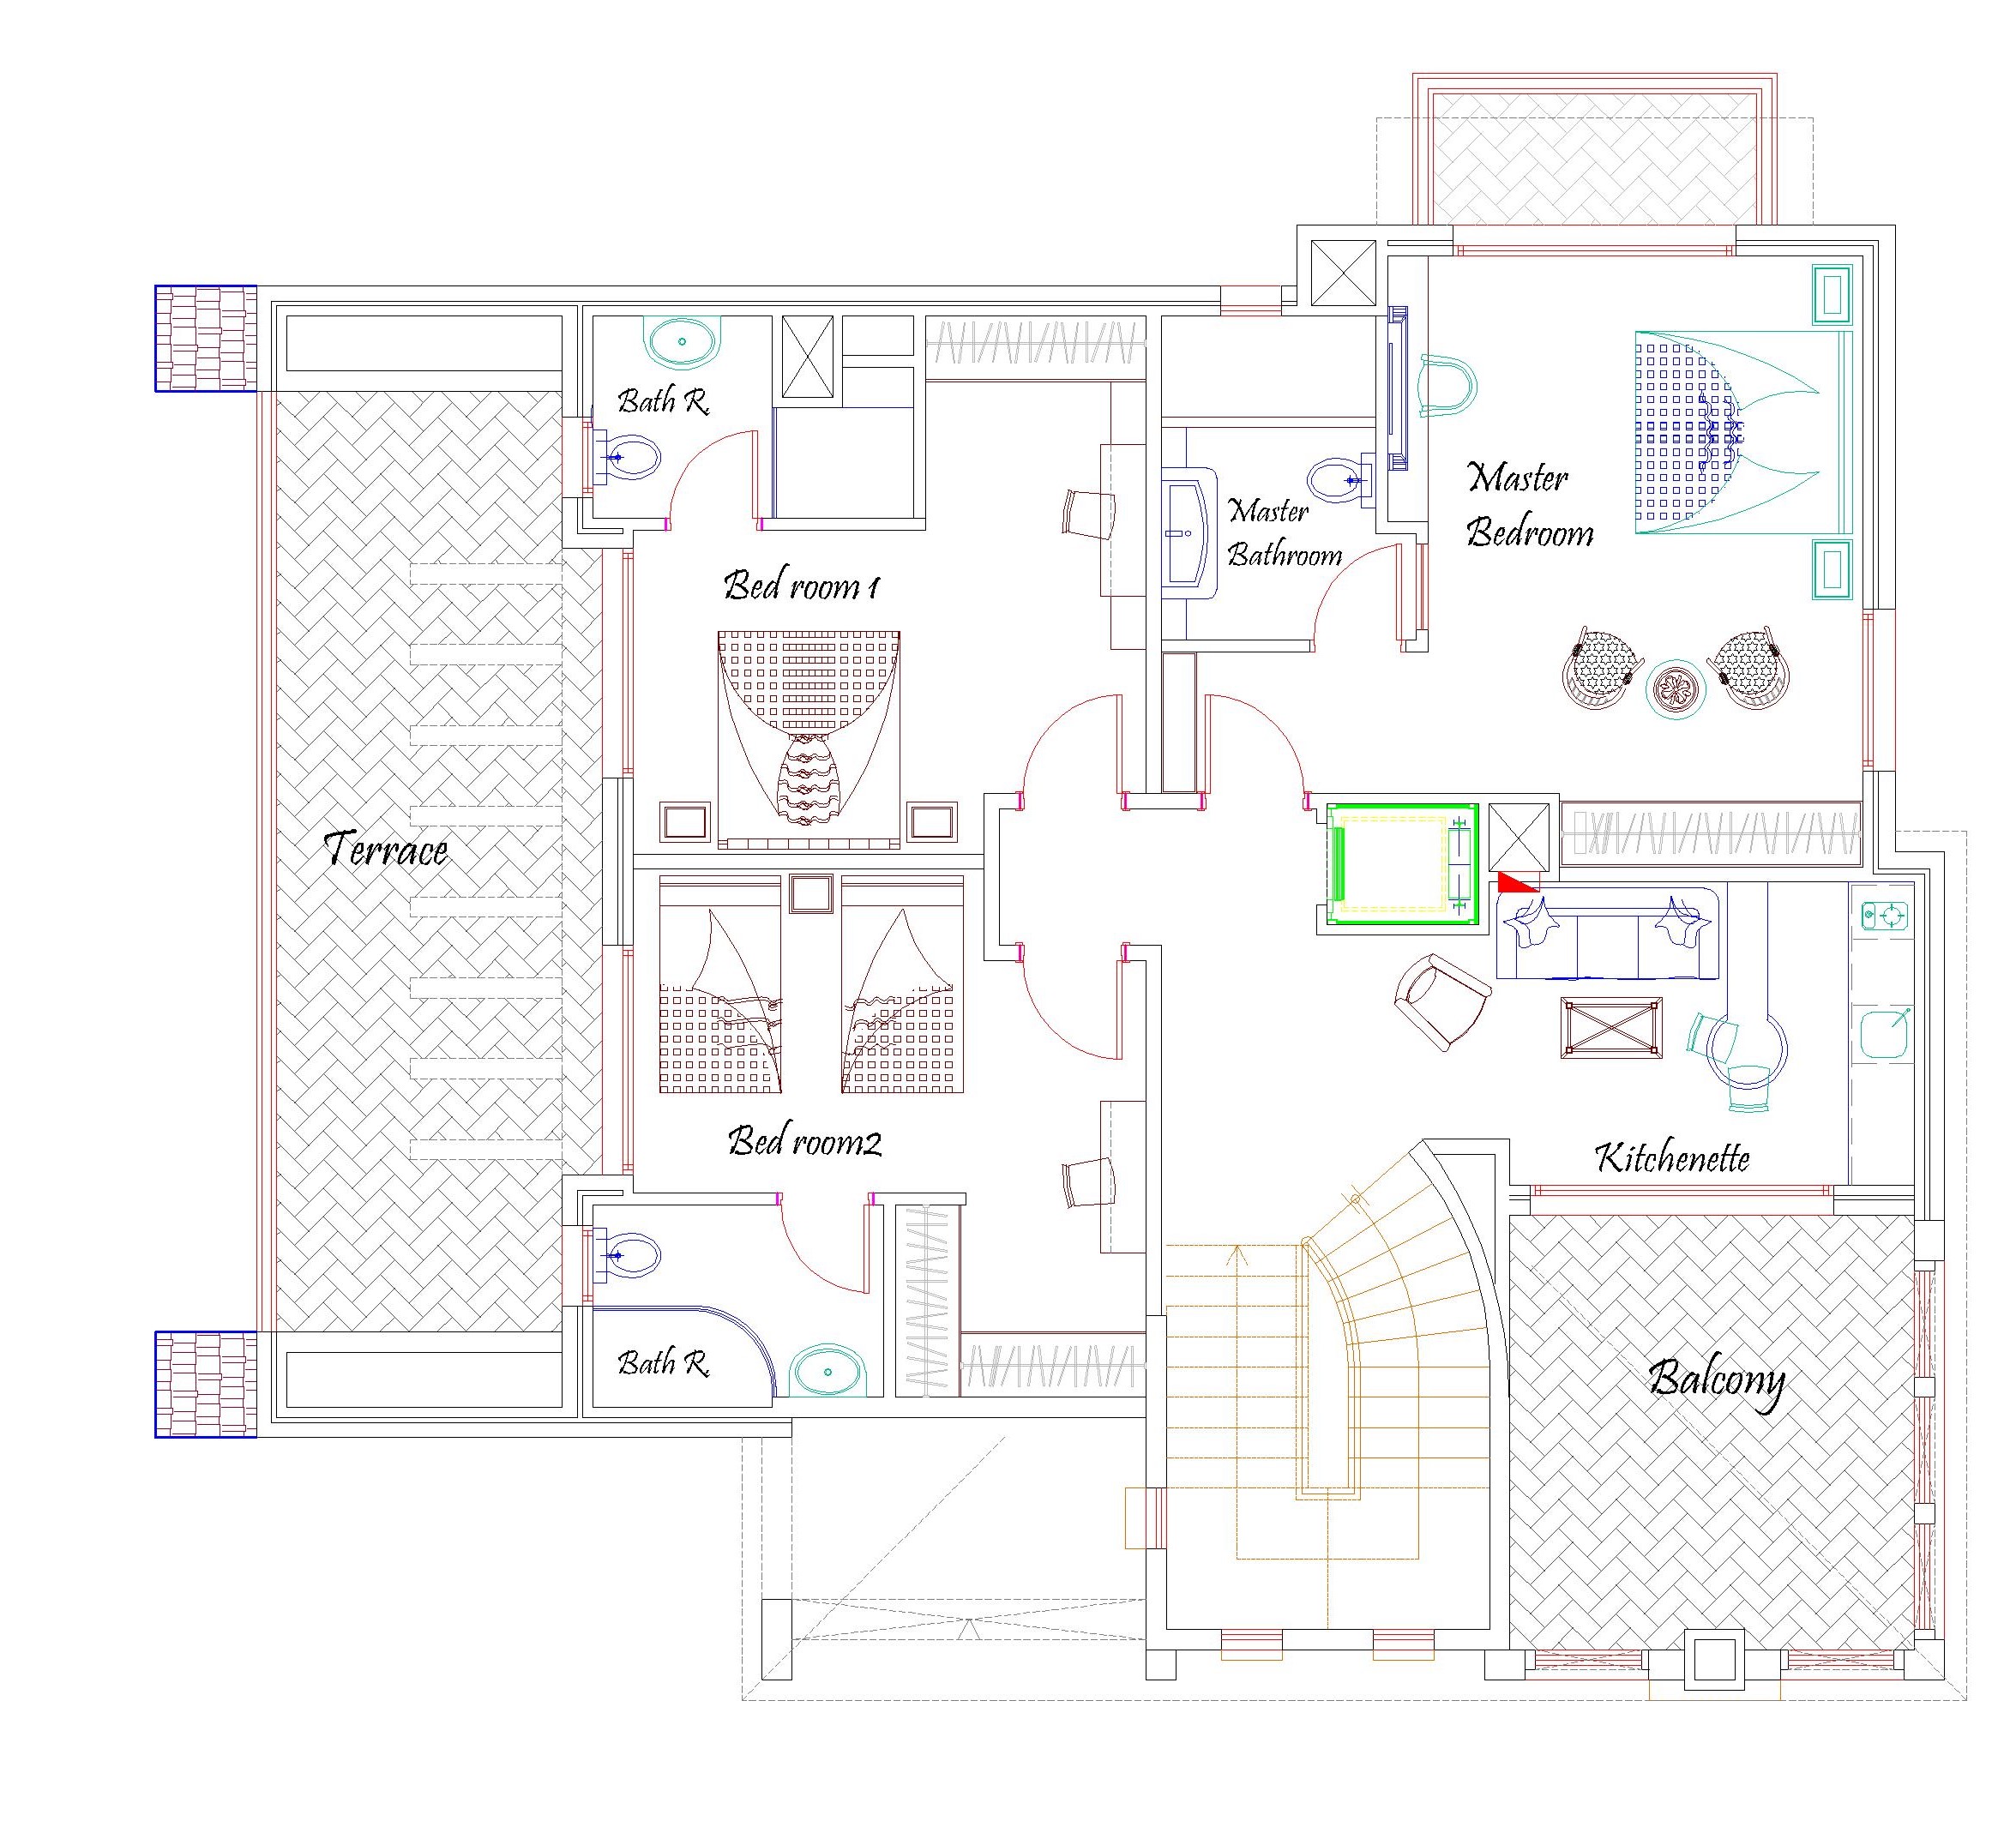 Bath R.
Master
Bedroom
Master
Bathroom
Bed room 1
Terrace
Bed room2
Kitchenette
Bath R.
Balcony